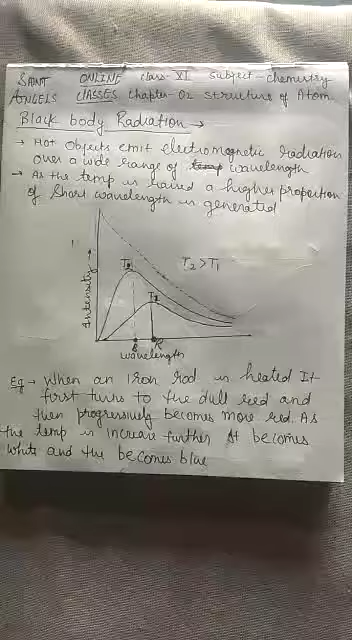 SAINT ONLINE class-XI subject-chemistry
ANGELS CLASSES Chapter-02 structure of Atom
Black body Radiation →
→ Hot Objects emit electromagnetic radiation
over a wide range of wavelength
→ As the temp is raised a higher proportion
of short wavelength is generated
Intensity →
T2
T1
T2 > T1
B R
wavelength
Eg → When an Iron rod is heated It
first turns to the dull red and
then progressively becomes more red. As
the temp is increase further it becomes
white and the becomes blue